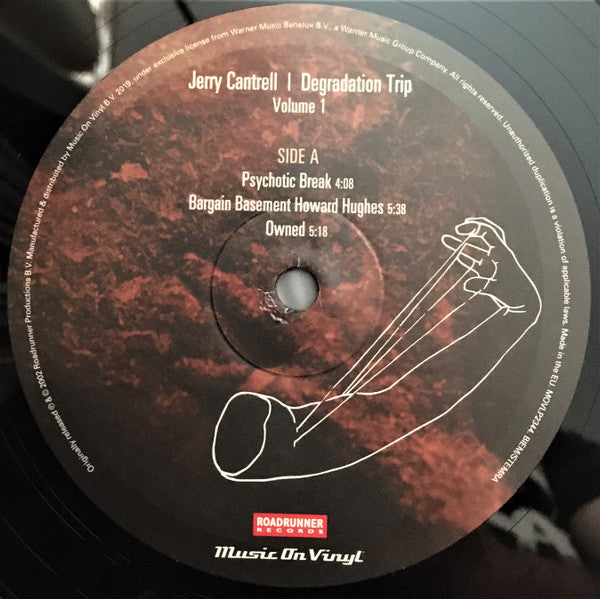 Jerry Cantrell | Degradation Trip
Volume 1
SIDE A
Psychotic Break 4:08
Bargain Basement Howard Hughes 5:38
Owned 5:18
ROADRUNNER
RECORDS
Music On Vinyl
Originally released ℗ & © 2002 Roadrunner Productions B.V. Manufactured & distributed by Music On Vinyl B.V. 2019, under exclusive license from Warner Music Benelux B.V., a Warner Music Group Company. All rights reserved. Unauthorized duplication is a violation of applicable laws. Made in the EU. MOVLP2344. BIEM/STEMRA